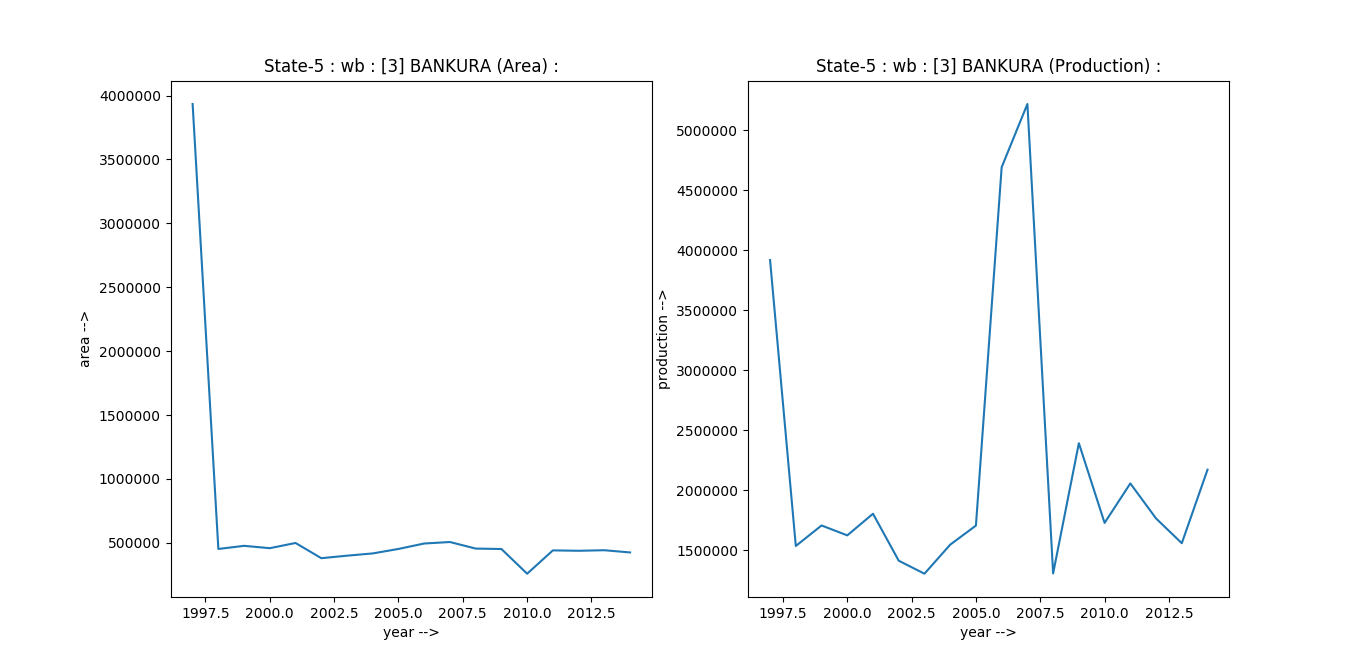 State-5 : wb : [3] BANKURA (Area) :
4000000
3500000
3000000
2500000
2000000
1500000
1000000
500000
area -->
1997.5 2000.0 2002.5 2005.0 2007.5 2010.0 2012.5
year -->
State-5 : wb : [3] BANKURA (Production) :
5000000
4500000
4000000
3500000
3000000
2500000
2000000
1500000
production -->
1997.5 2000.0 2002.5 2005.0 2007.5 2010.0 2012.5
year -->